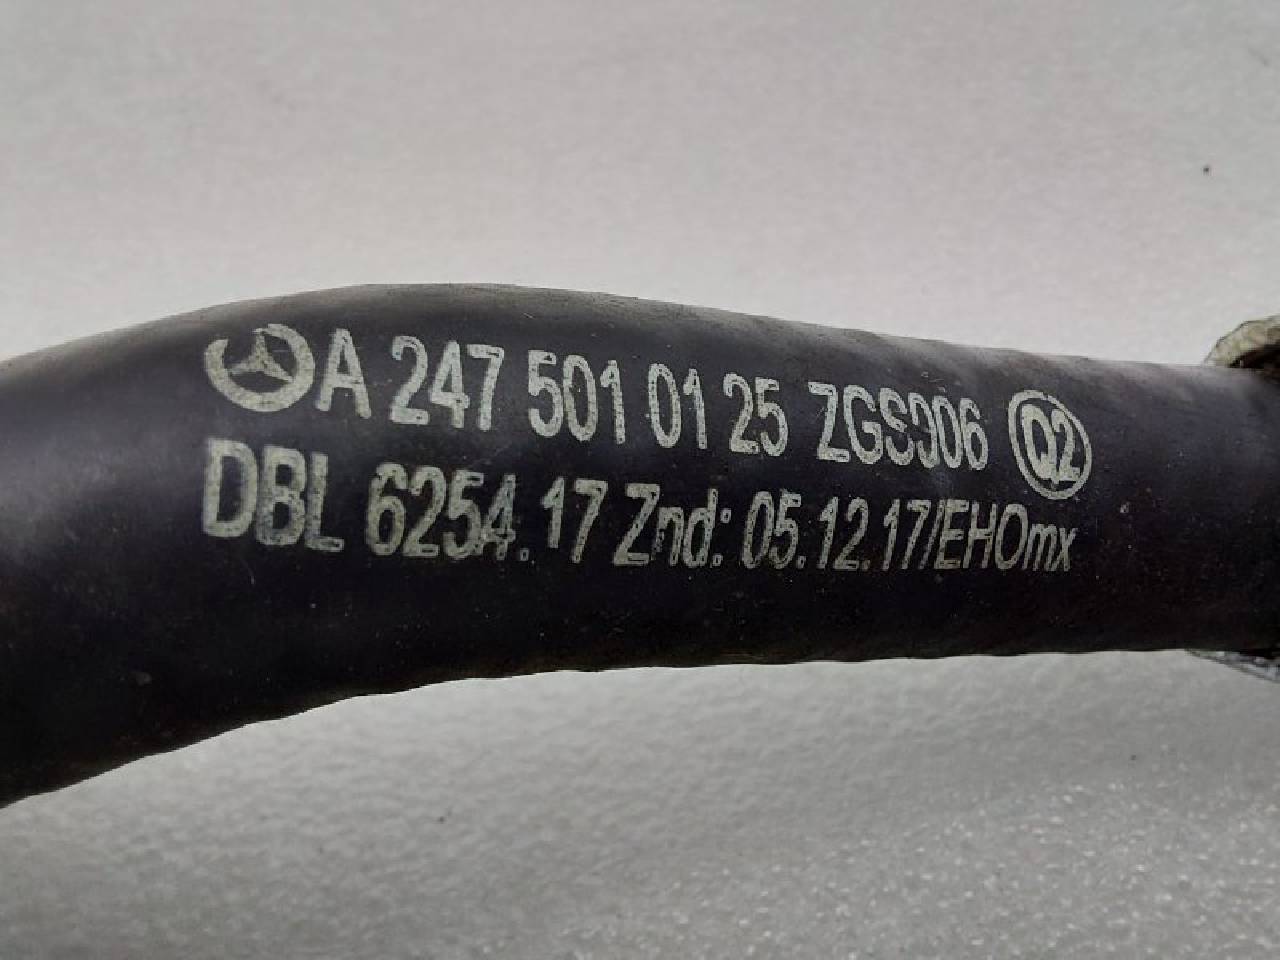 A 247 501 01 25 ZGS006 Q2
DBL 6254.17 Znd: 05.12.17/EHOmx